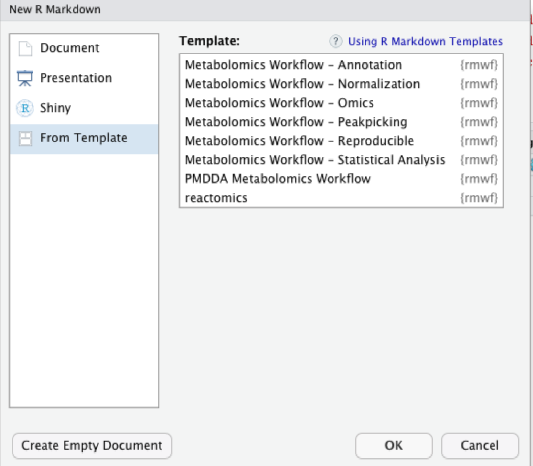 New R Markdown
Document
Presentation
R Shiny
From Template
Template:
? Using R Markdown Templates
Metabolomics Workflow – Annotation {rmwf}
Metabolomics Workflow – Normalization {rmwf}
Metabolomics Workflow – Omics {rmwf}
Metabolomics Workflow – Peakpicking {rmwf}
Metabolomics Workflow – Reproducible {rmwf}
Metabolomics Workflow – Statistical Analysis {rmwf}
PMDDA Metabolomics Workflow {rmwf}
reactomics {rmwf}
Create Empty Document
OK
Cancel